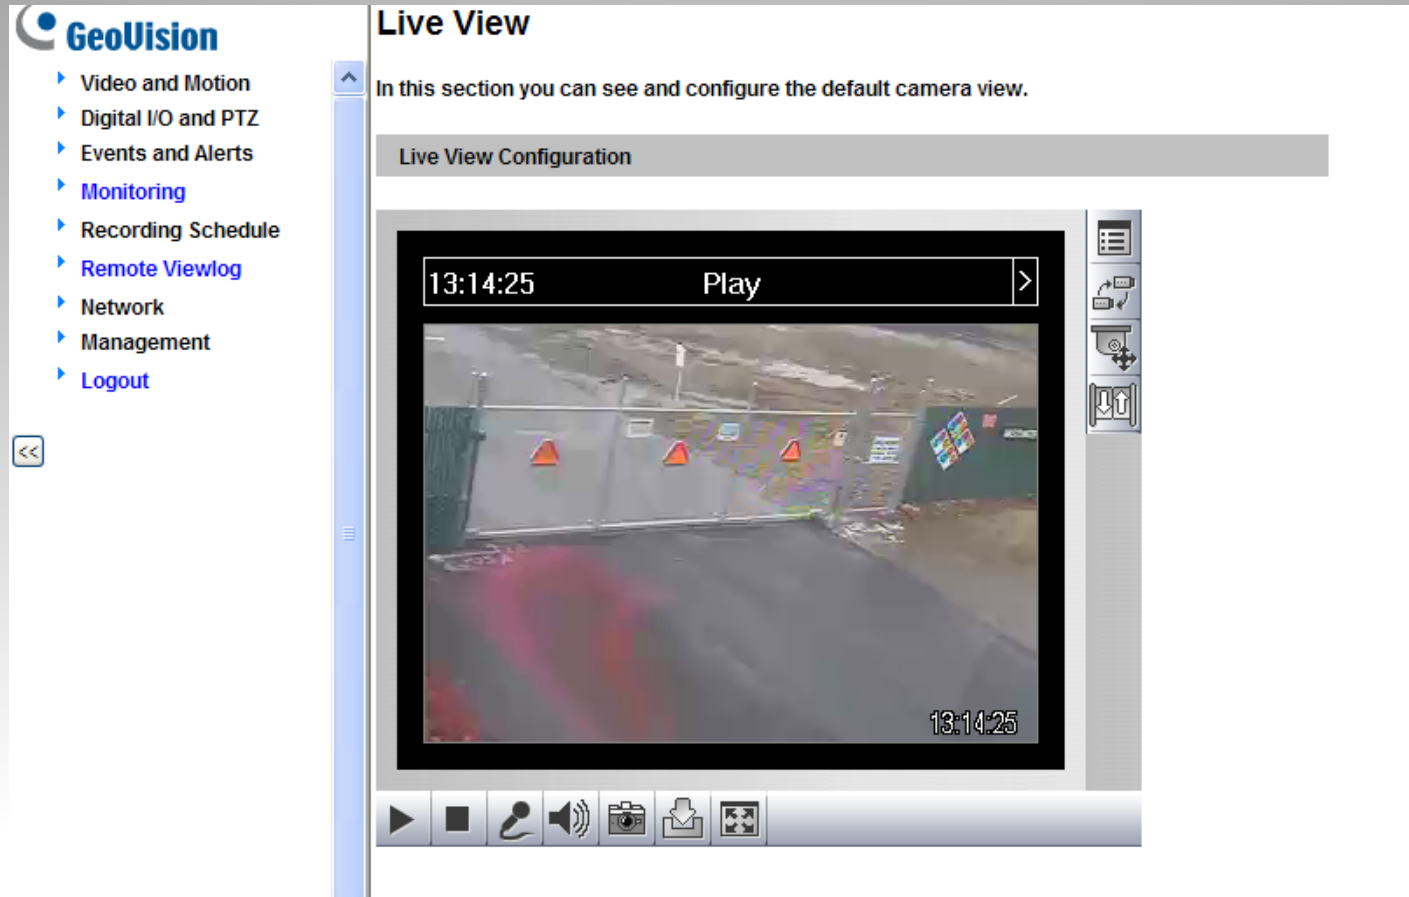 GeoVision
Video and Motion
Digital I/O and PTZ
Events and Alerts
Monitoring
Recording Schedule
Remote Viewlog
Network
Management
Logout
<<
Live View
In this section you can see and configure the default camera view.
Live View Configuration
13:14:25 Play >
13:14:25